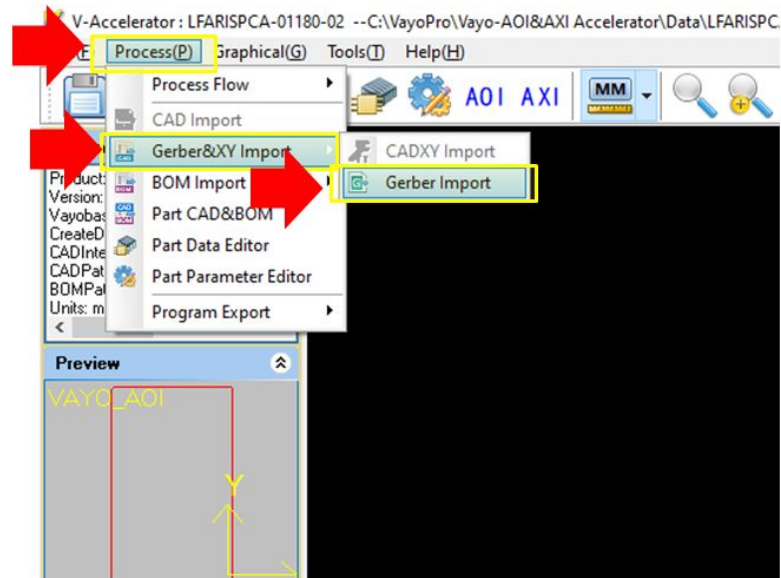 V-Accelerator : LFARISPCA-01180-02 --C:\VayoPro\Vayo-AOI&AXI Accelerator\Data\LFARISPC
Process(P) Graphical(G) Tools(T) Help(H)
AOI AXI MM
Process Flow
CAD Import
Gerber&XY Import
BOM Import
Part CAD&BOM
Part Data Editor
Part Parameter Editor
Program Export
CADXY Import
Gerber Import
Version:
Units:
Preview
VAYO_AOI
Y